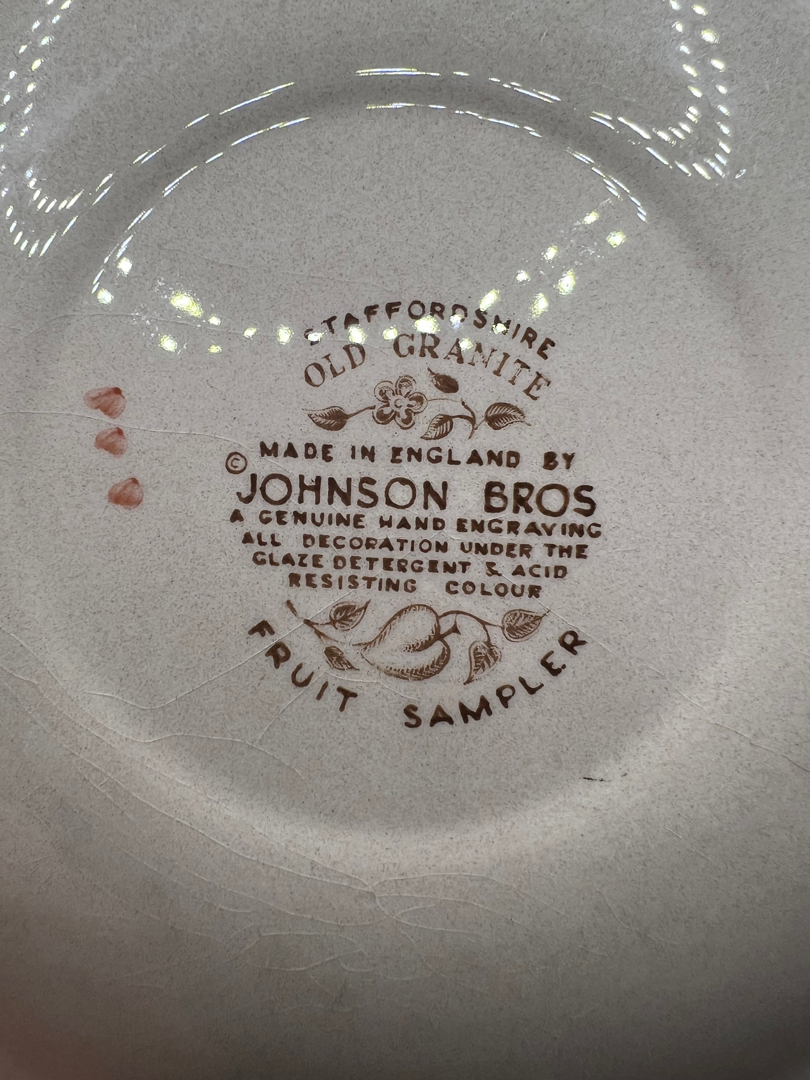 STAFFORDSHIRE
OLD GRANITE
MADE IN ENGLAND BY
© JOHNSON BROS
A GENUINE HAND ENGRAVING
ALL DECORATION UNDER THE
GLAZE DETERGENT & ACID
RESISTING COLOUR
FRUIT SAMPLER